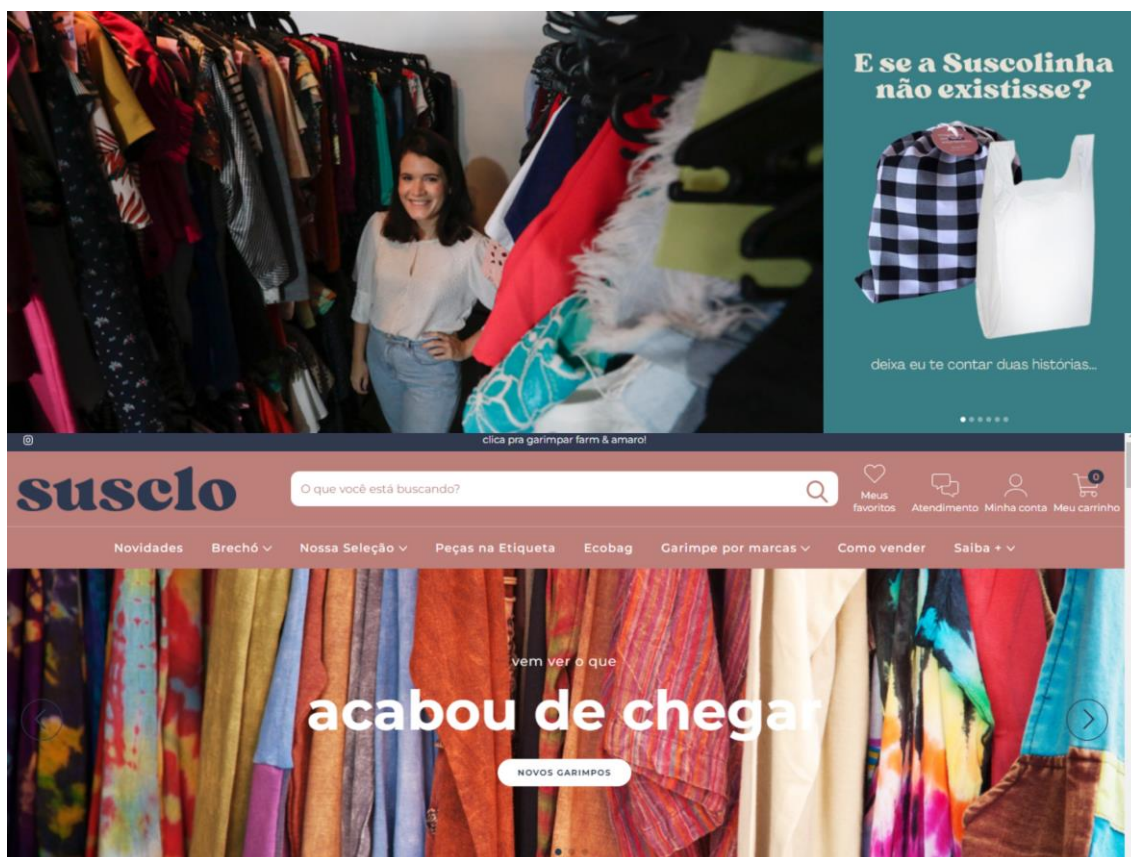 E se a Suscolinha
não existisse?
deixa eu te contar duas histórias...
clica pra garimpar farm & amaro!
susclo
O que você está buscando?
Meus
favoritos
Atendimento
Minha conta
0
Meu carrinho
Novidades
Brechó
Nossa Seleção
Peças na Etiqueta
Ecobag
Garimpe por marcas
Como vender
Saiba +
vem ver o que
acabou de chegar
NOVOS GARIMPOS